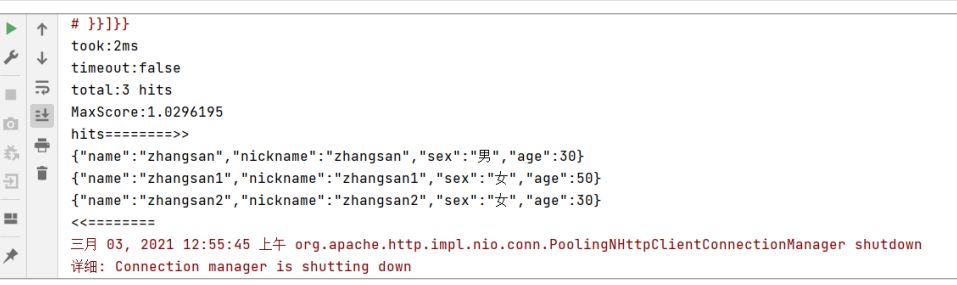 # }}]}}
took:2ms
timeout:false
total:3 hits
MaxScore:1.0296195
hits========>>
{"name":"zhangsan","nickname":"zhangsan","sex":"男","age":30}
{"name":"zhangsan1","nickname":"zhangsan1","sex":"女","age":50}
{"name":"zhangsan2","nickname":"zhangsan2","sex":"女","age":30}
<<========
三月 03, 2021 12:55:45 上午 org.apache.http.impl.nio.conn.PoolingNHttpClientConnectionManager shutdown
详细: Connection manager is shutting down